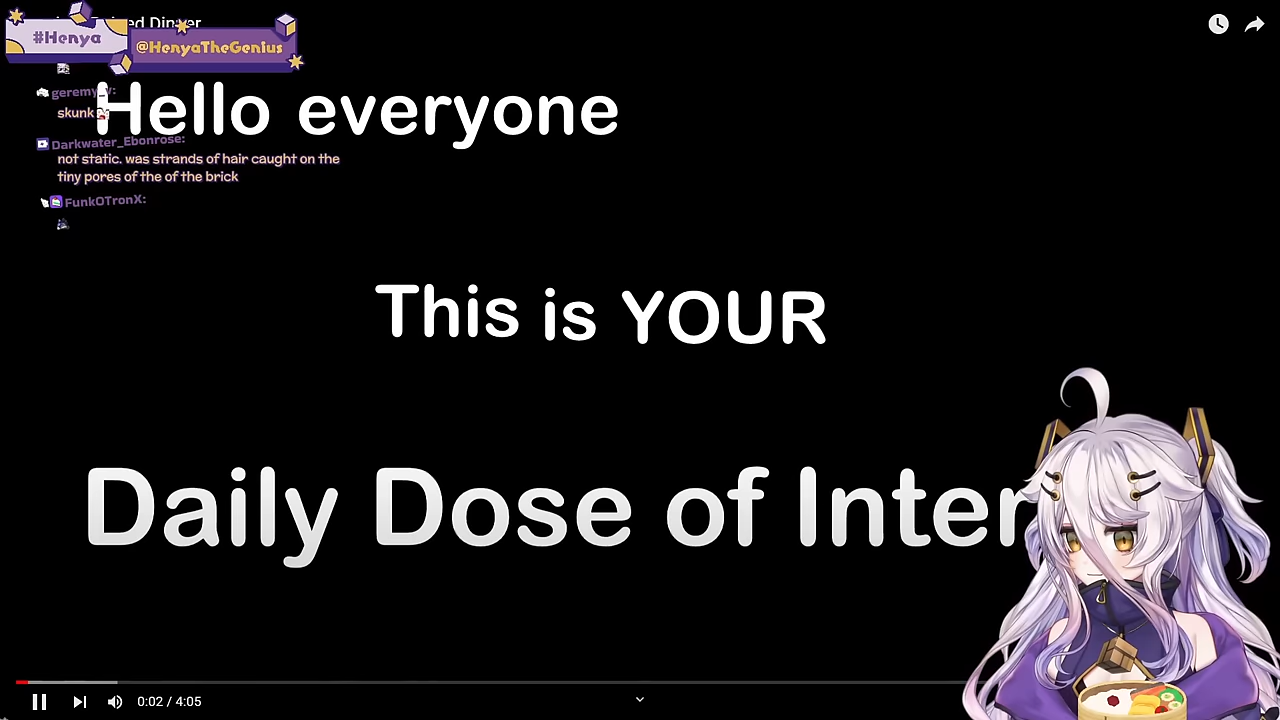 #Henya
@HenyaTheGenius
skunk
Hello everyone
Darkwater_Ebonrose:
not static. was strands of hair caught on the
tiny pores of the of the brick
FunkOTronX:
This is YOUR
Daily Dose of Inter
0:02 / 4:05